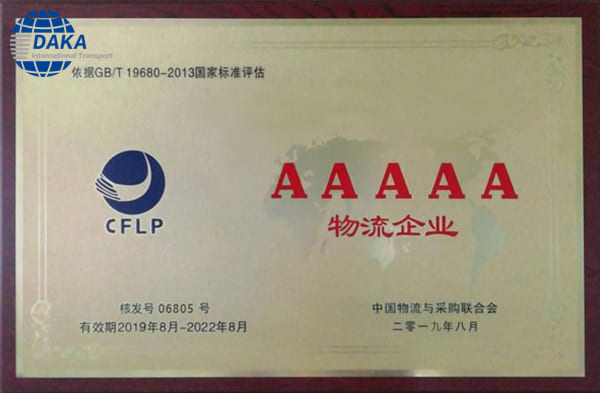 DAKA
International Transport
依据GB/T 19680-2013国家标准评估
CFLP
AAAAA
物流企业
核发号 06805 号
有效期2019年8月-2022年8月
中国物流与采购联合会
二零一九年八月